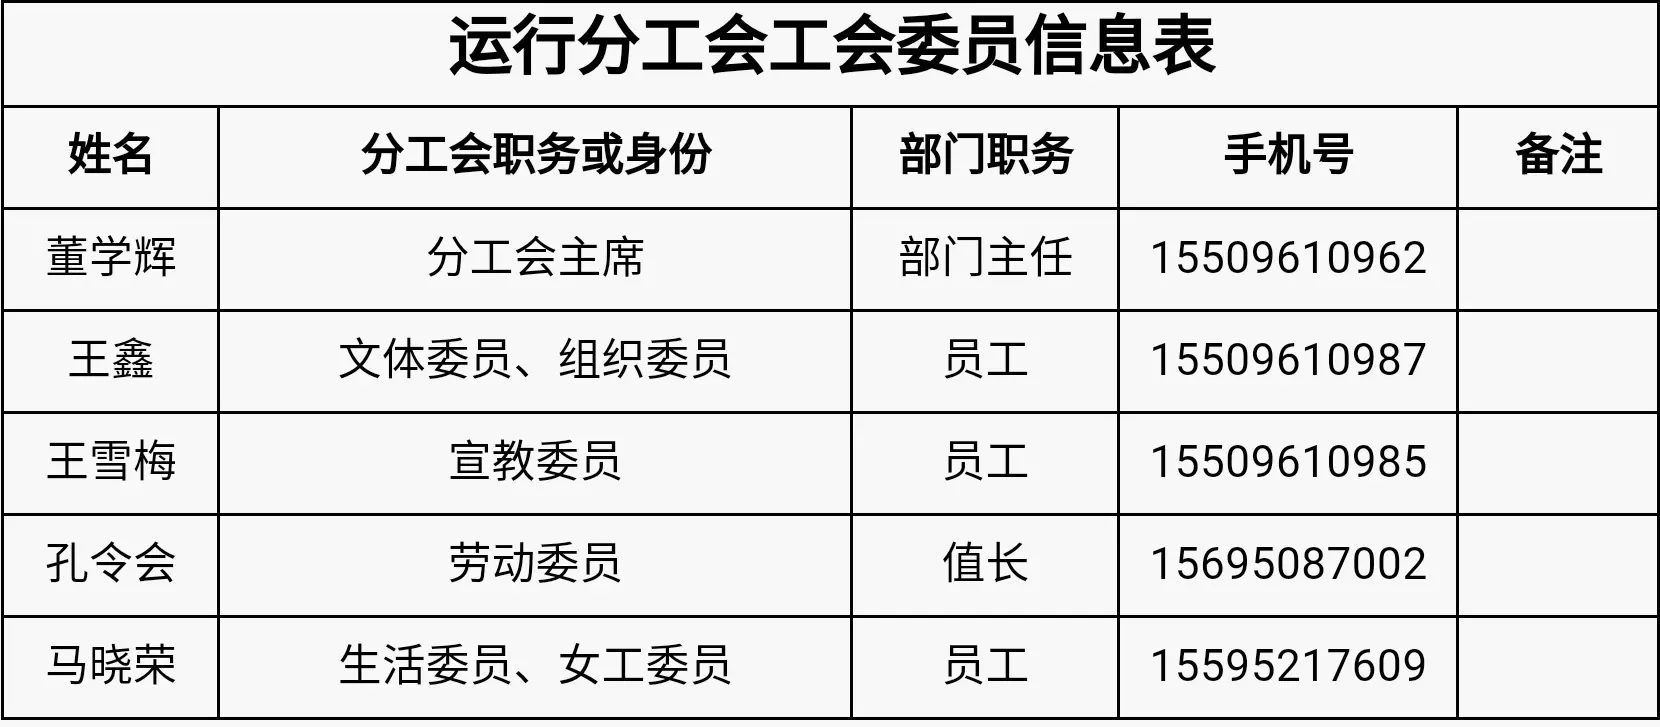 运行分工会工会委员信息表
姓名 分工会职务或身份 部门职务 手机号 备注
董学辉 分工会主席 部门主任 15509610962
王鑫 文体委员、组织委员 员工 15509610987
王雪梅 宣教委员 员工 15509610985
孔令会 劳动委员 值长 15695087002
马晓荣 生活委员、女工委员 员工 15595217609